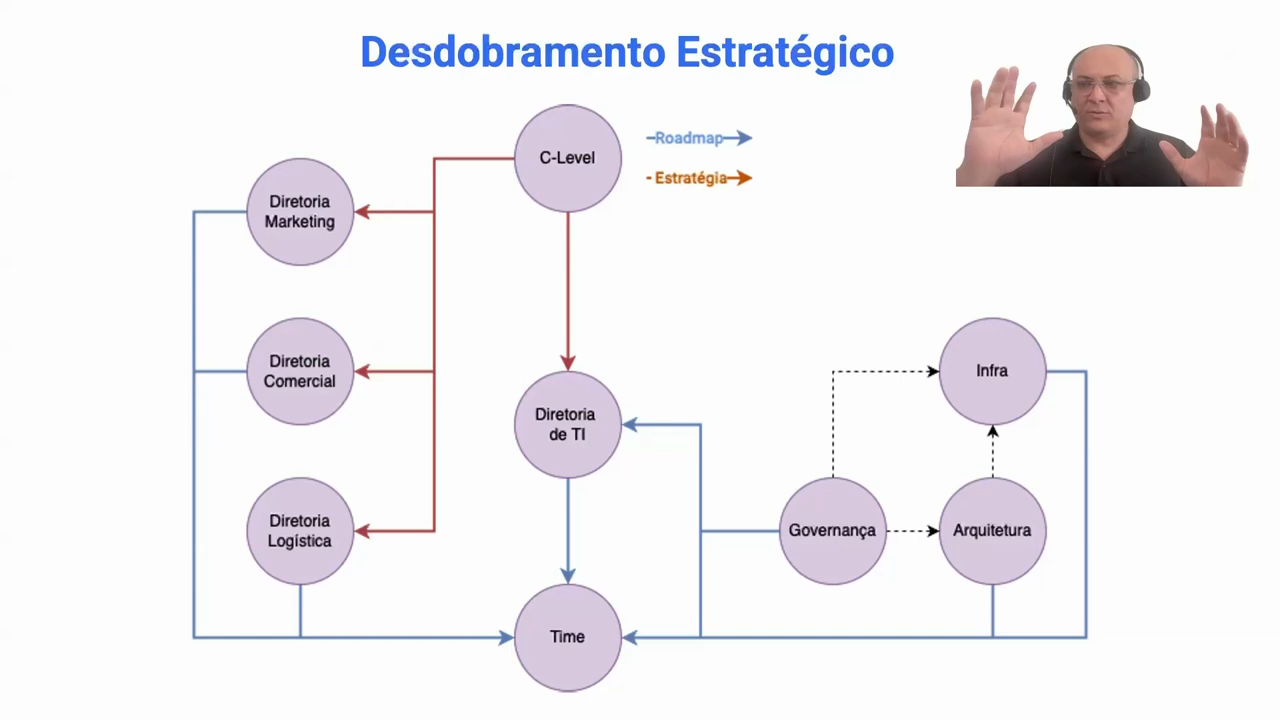 Desdobramento Estratégico
C-Level
Roadmap
Estratégia
Diretoria
Marketing
Diretoria
Comercial
Diretoria
de TI
Infra
Diretoria
Logística
Governança
Arquitetura
Time